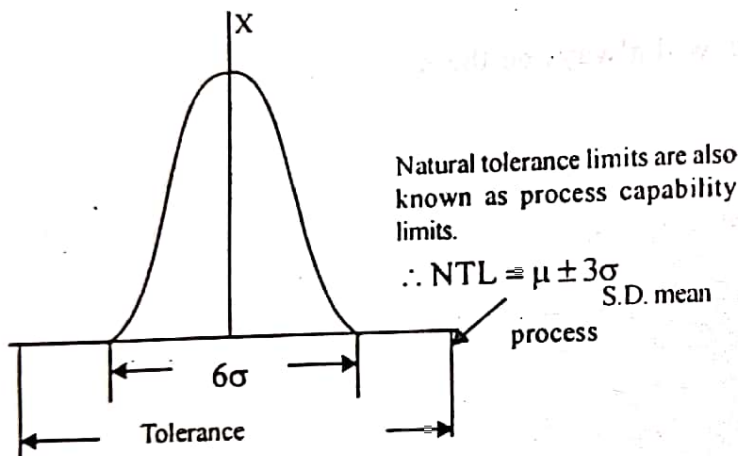 X
Natural tolerance limits are also
known as process capability
limits.
∴ NTL = μ ± 3σ
S.D. mean
process
6σ
Tolerance